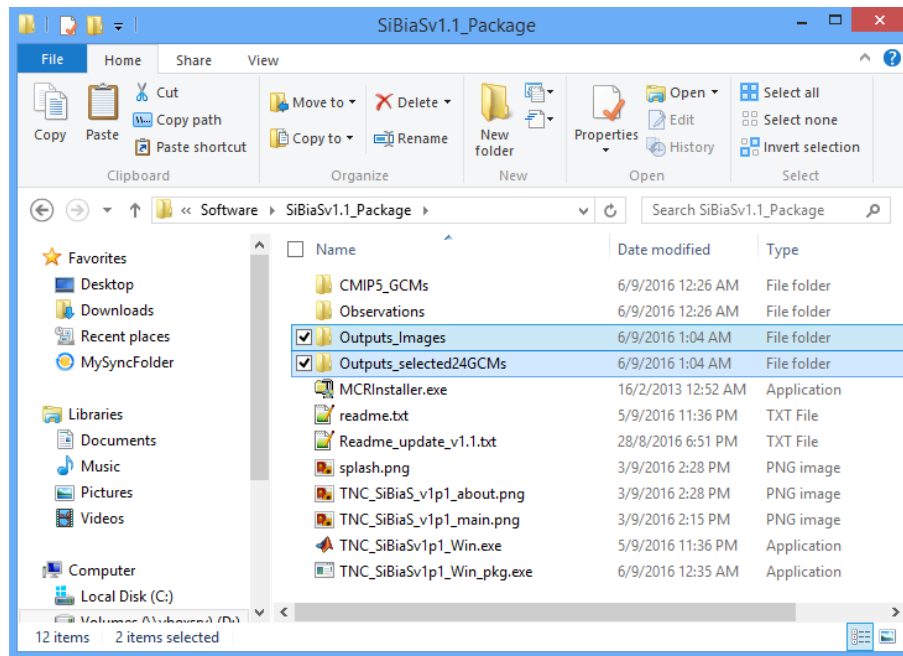 SiBiaSv1.1_Package
File Home Share View
Cut
Copy path
Paste shortcut
Copy Paste
Clipboard
Move to Delete
Copy to Rename
Organize
New folder
New
Properties
Open
Edit
History
Open
Select all
Select none
Invert selection
Select
« Software SiBiaSv1.1_Package
Search SiBiaSv1.1_Package
Favorites
Desktop
Downloads
Recent places
MySyncFolder
Libraries
Documents
Music
Pictures
Videos
Computer
Local Disk (C:)
Name Date modified Type
CMIP5_GCMs 6/9/2016 12:26 AM File folder
Observations 6/9/2016 12:26 AM File folder
Outputs_Images 6/9/2016 1:04 AM File folder
Outputs_selected24GCMs 6/9/2016 1:04 AM File folder
MCRInstaller.exe 16/2/2013 12:52 AM Application
readme.txt 5/9/2016 11:36 PM TXT File
Readme_update_v1.1.txt 28/8/2016 6:51 PM TXT File
splash.png 3/9/2016 2:28 PM PNG image
TNC_SiBiaS_v1p1_about.png 3/9/2016 2:28 PM PNG image
TNC_SiBiaS_v1p1_main.png 3/9/2016 2:15 PM PNG image
TNC_SiBiaSv1p1_Win.exe 5/9/2016 11:36 PM Application
TNC_SiBiaSv1p1_Win_pkg.exe 6/9/2016 12:35 AM Application
12 items 2 items selected